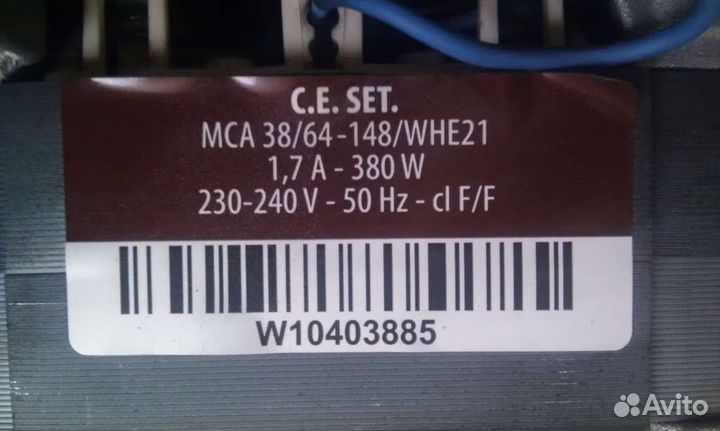 C.E. SET.
MCA 38/64-148/WHE21
1,7 A - 380 W
230-240 V - 50 Hz - cl F/F
W10403885
Avito